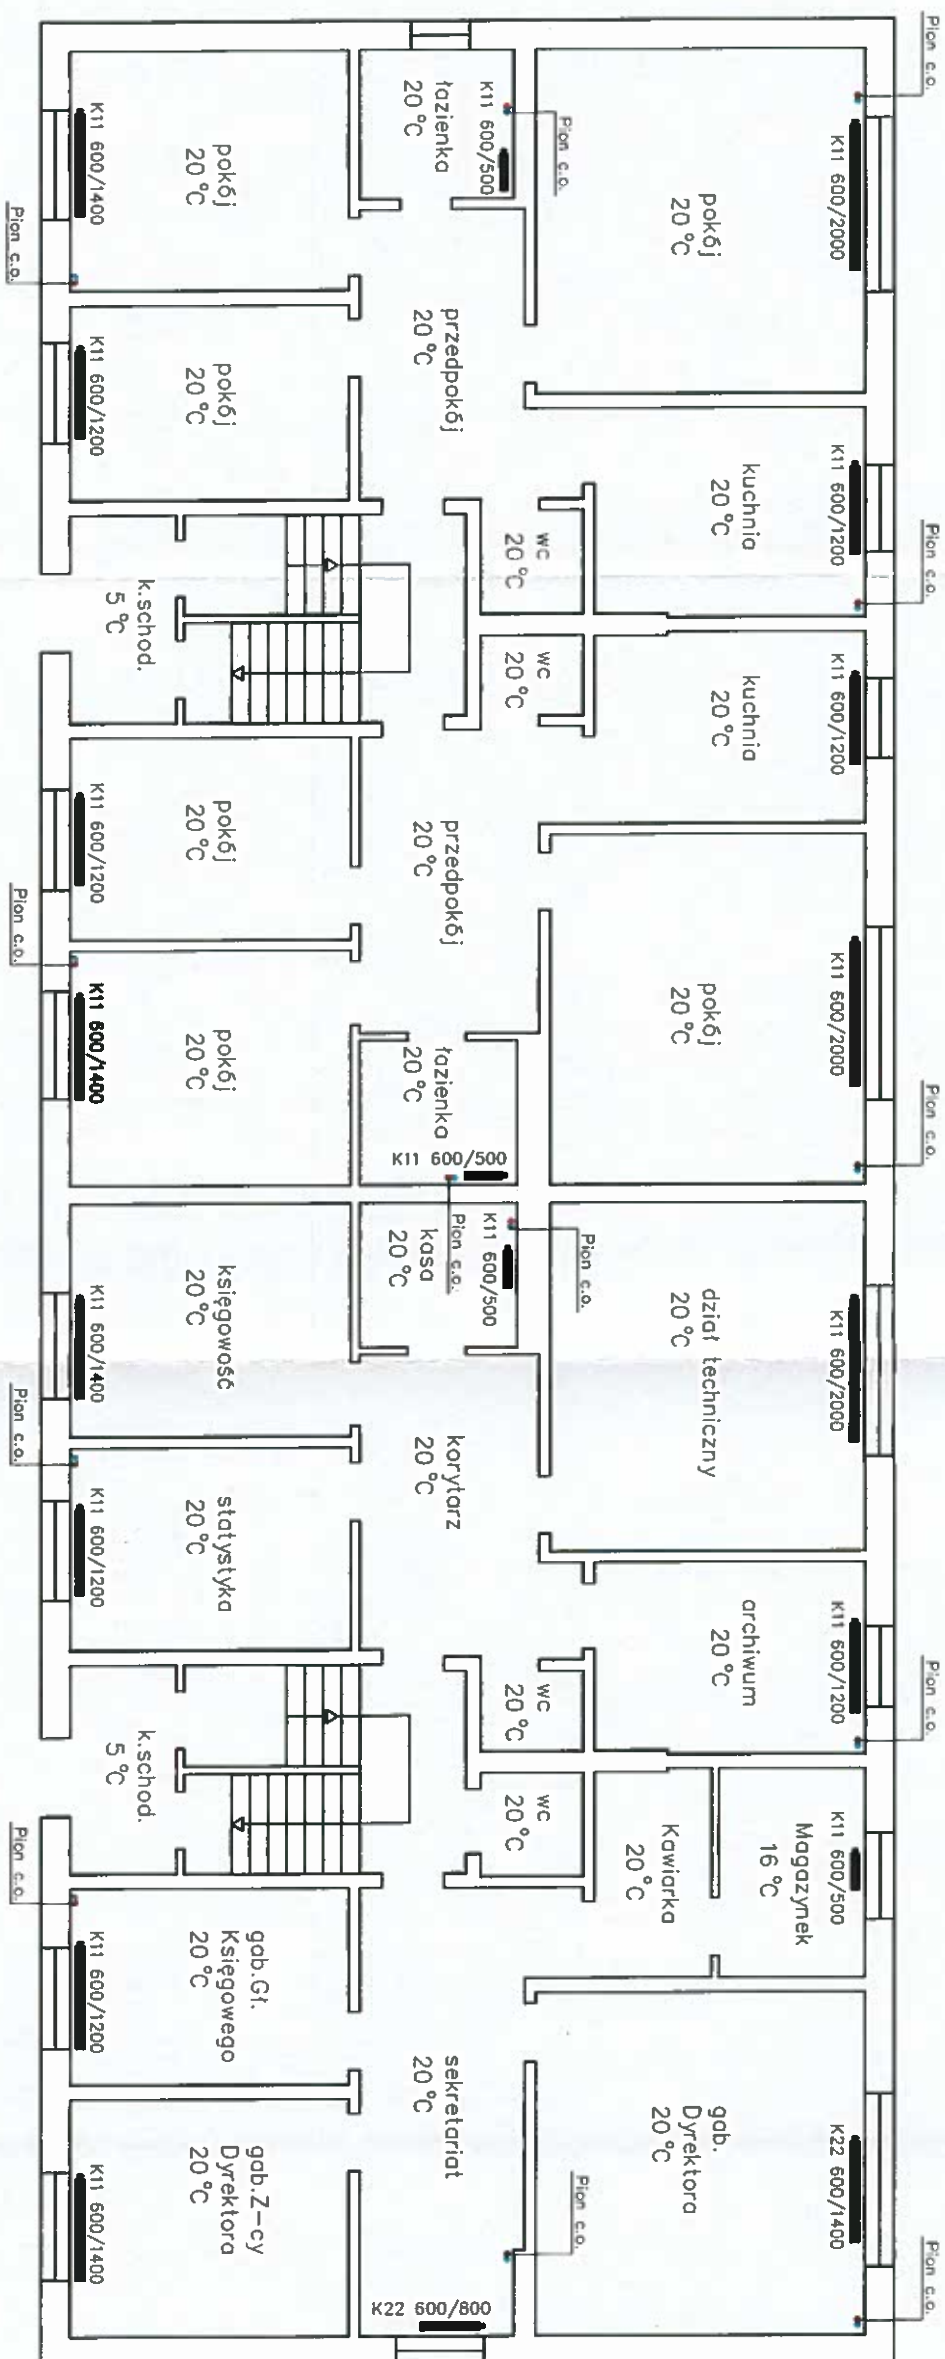 Pion c.o.
Pion c.o.
Pion c.o.
Pion c.o.
Pion c.o.
K11 600/2000
pokój
20 °C
K11 600/1200
kuchnia
20 °C
K11 600/1200
kuchnia
20 °C
K11 600/2000
pokój
20 °C
K11 600/2000
dział techniczny
20 °C
K11 600/1200
archiwum
20 °C
K11 600/500
Magazynek
16 °C
Kawiarka
20 °C
K22 600/1400
gab.
Dyrektora
20 °C
Pion c.o.
K11 600/500
łazienka
20 °C
przedpokój
20 °C
wc
20 °C
wc
20 °C
przedpokój
20 °C
łazienka
20 °C
K11 600/500
Pion c.o.
Pion c.o.
K11 600/500
kasa
20 °C
korytarz
20 °C
wc
20 °C
wc
20 °C
sekretariat
20 °C
Pion c.o.
K22 600/800
pokój
20 °C
K11 600/1400
pokój
20 °C
K11 600/1200
k.schod.
5 °C
pokój
20 °C
K11 600/1200
pokój
20 °C
K11 600/1400
księgowość
20 °C
K11 600/1400
statystyka
20 °C
K11 600/1200
k.schod.
5 °C
gab.Gł.
Księgowego
20 °C
K11 600/1200
gab.Z-cy
Dyrektora
20 °C
K11 600/1400
Pion c.o.
Pion c.o.
Pion c.o.
Pion c.o.